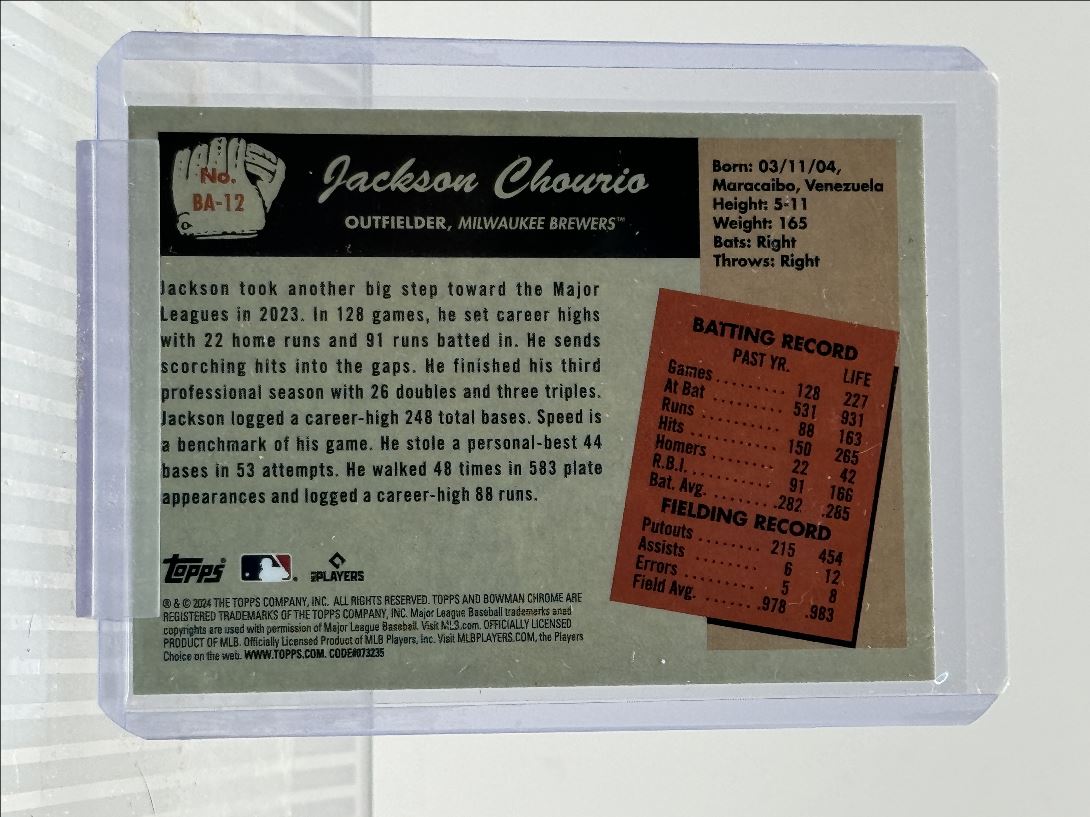 No.
BA-12
Jackson Chourio
OUTFIELDER, MILWAUKEE BREWERS™
Born: 03/11/04,
Maracaibo, Venezuela
Height: 5-11
Weight: 165
Bats: Right
Throws: Right
Jackson took another big step toward the Major
Leagues in 2023. In 128 games, he set career highs
with 22 home runs and 91 runs batted in. He sends
scorching hits into the gaps. He finished his third
professional season with 26 doubles and three triples.
Jackson logged a career-high 248 total bases. Speed is
a benchmark of his game. He stole a personal-best 44
bases in 53 attempts. He walked 48 times in 583 plate
appearances and logged a career-high 88 runs.
BATTING RECORD
PAST YR. LIFE
Games........ 128 227
At Bat ......... 531 931
Runs .......... 88 163
Hits ........... 150 265
Homers ....... 22 42
R.B.I. .......... 91 166
Bat. Avg. ....... .282 .285
FIELDING RECORD
Putouts ........ 215 454
Assists ........ 6 12
Errors ......... 5 8
Field Avg. ...... .978 .983
Topps
MLB PLAYERS
® & © 2024 THE TOPPS COMPANY, INC. ALL RIGHTS RESERVED. TOPPS AND BOWMAN CHROME ARE
REGISTERED TRADEMARKS OF THE TOPPS COMPANY, INC. Major League Baseball trademarks and
copyrights are used with permission of Major League Baseball. Visit MLB.com. OFFICIALLY LICENSED
PRODUCT OF MLB. Officially Licensed Product of MLB Players, Inc. Visit MLBPLAYERS.COM, the Players
Choice on the web. WWW.TOPPS.COM. CODE#073235